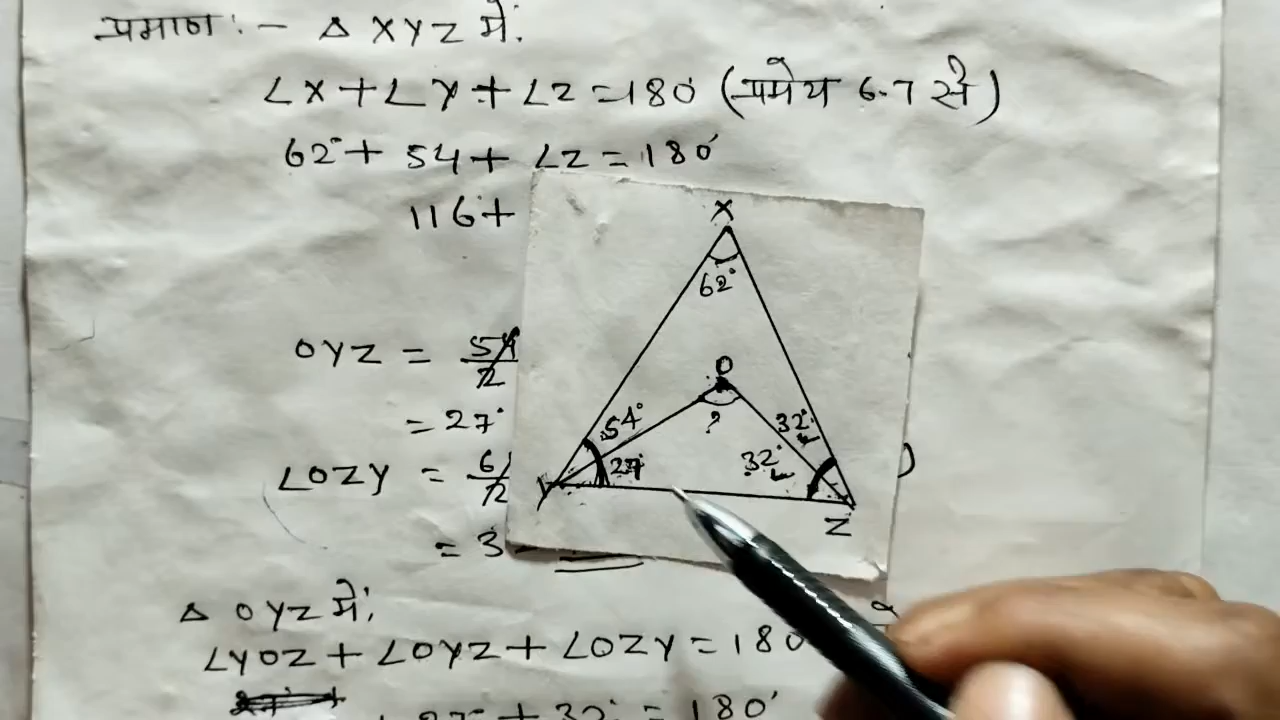 प्रमाण :- Δ XYZ में:
∠X + ∠Y + ∠Z = 180° (प्रमेय 6.7 से)
62° + 54 + ∠Z = 180°
116 +
X
62°
OYZ = 54/2
O
?
54°
32°
= 27°
27°
32°
∠OZY =
Y
Z
= 3
Δ OYZ में:
∠YOZ + ∠OYZ + ∠OZY = 180
+ 27° + 32° = 180°